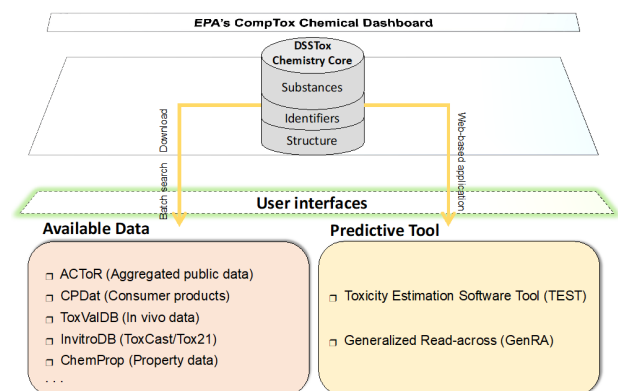 EPA's CompTox Chemical Dashboard
DSSTox
Chemistry Core
Substances
Identifiers
Structure
Batch search Download
Web-based application
User interfaces
Available Data
ACToR (Aggregated public data)
CPDat (Consumer products)
ToxValDB (In vivo data)
InvitroDB (ToxCast/Tox21)
ChemProp (Property data)
. . .
Predictive Tool
Toxicity Estimation Software Tool (TEST)
Generalized Read-across (GenRA)